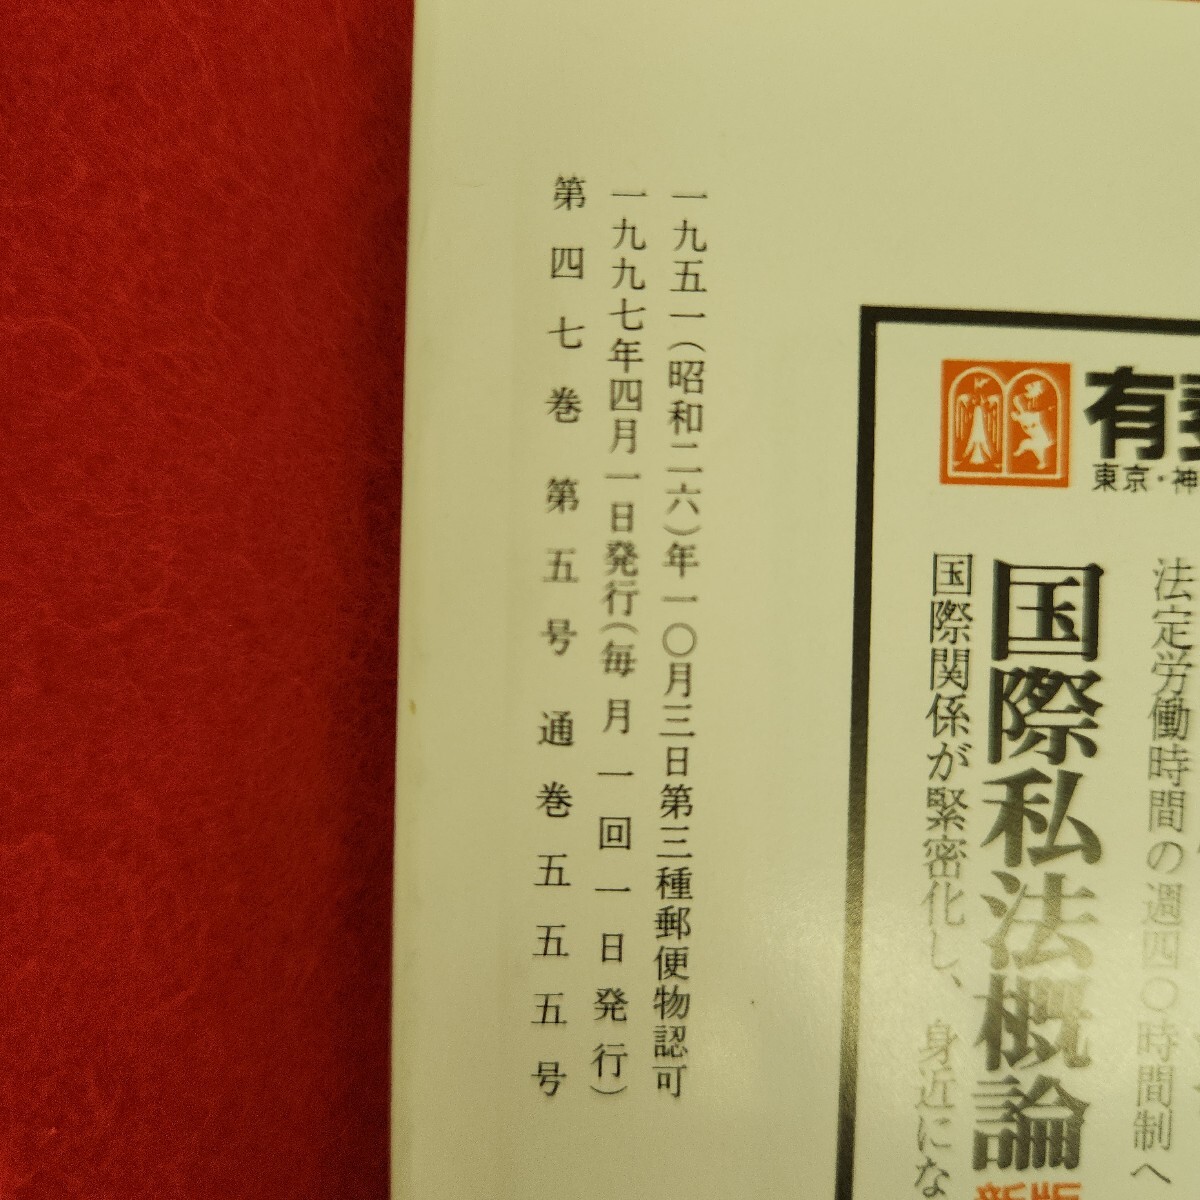 一九五一(昭和二六)年一〇月三日第三種郵便物認可
一九九七年四月一日発行(毎月一回一日発行)
第四七巻第五号通巻五五五号
有
東京・神
法定労働時間の週四〇時間制へ
国際私法概論
新版
国際関係が緊密化し、身近にな